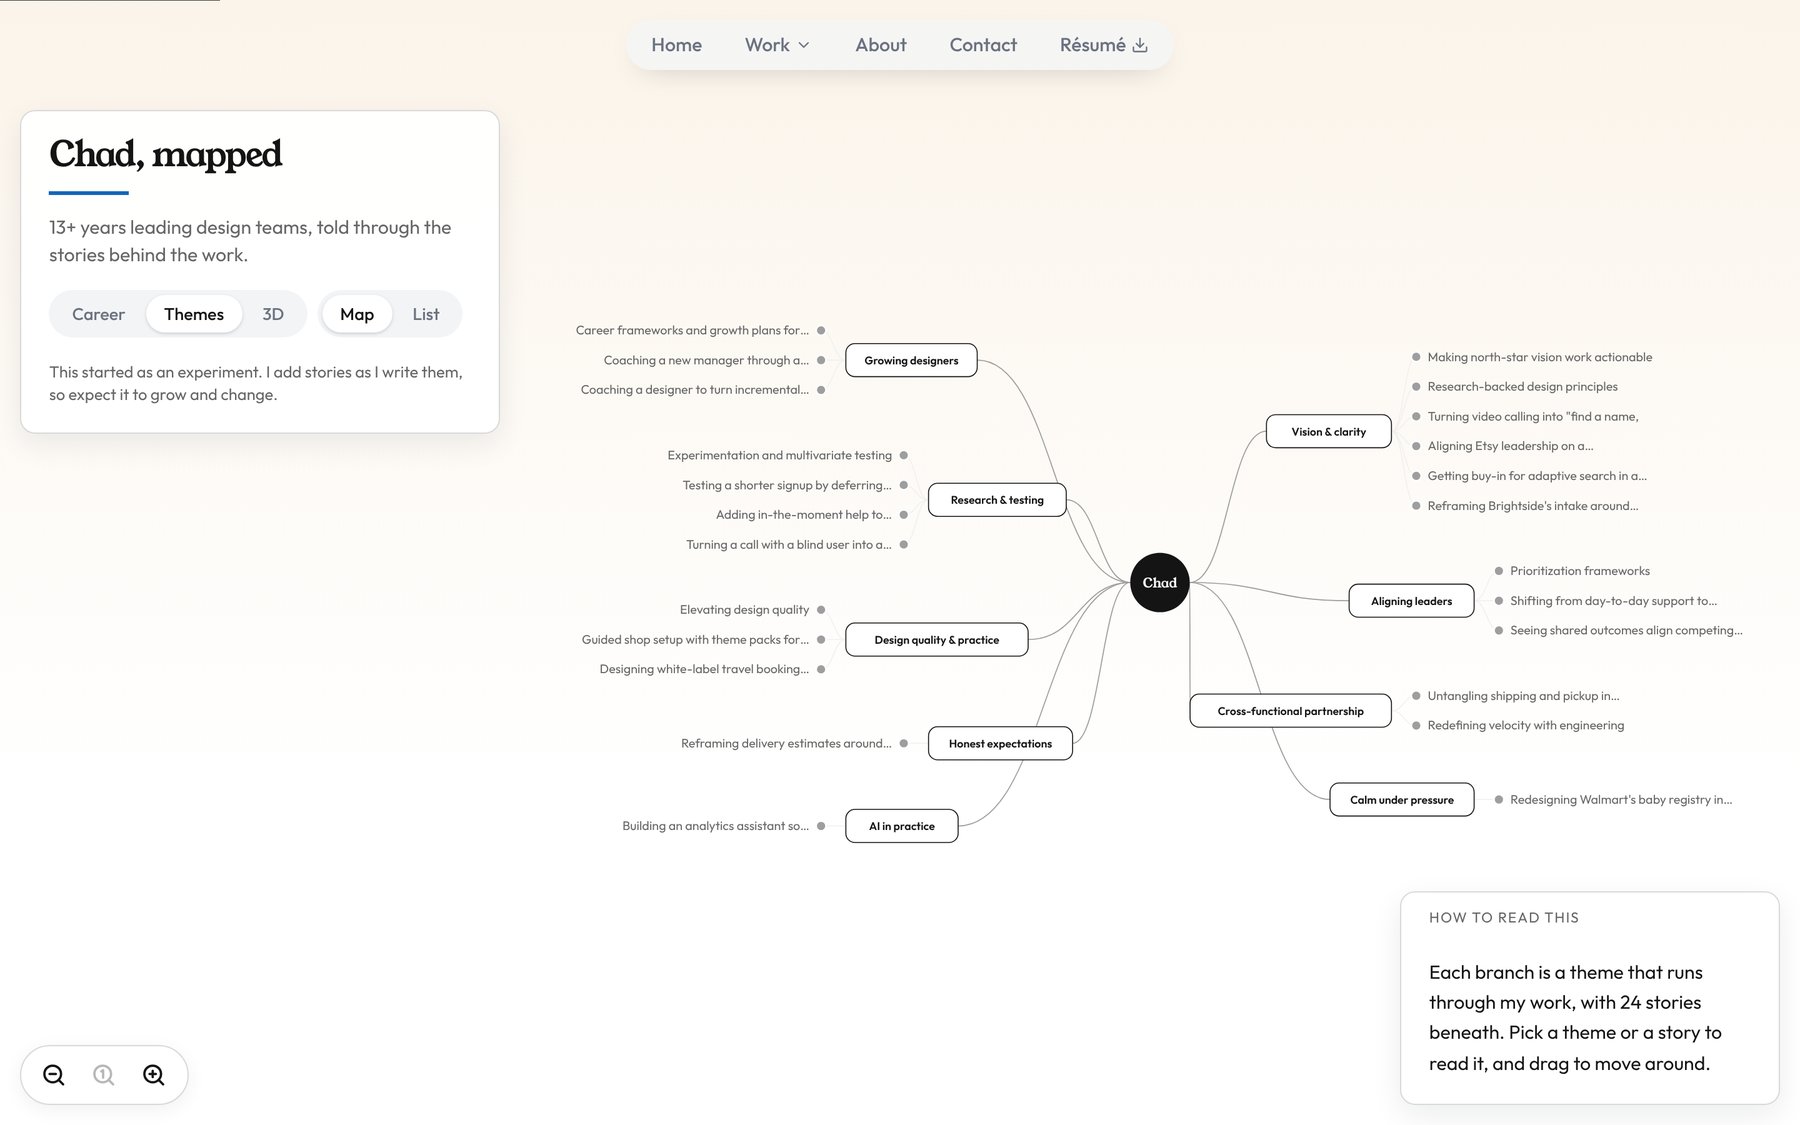 Home
Work
About
Contact
Résumé
Chad, mapped
13+ years leading design teams, told through the
stories behind the work.
Career
Themes
3D
Map
List
This started as an experiment. I add stories as I write them,
so expect it to grow and change.
Career frameworks and growth plans for...
Coaching a new manager through a...
Coaching a designer to turn incremental...
Growing designers
Experimentation and multivariate testing
Testing a shorter signup by deferring...
Adding in-the-moment help to...
Turning a call with a blind user into a...
Research & testing
Elevating design quality
Guided shop setup with theme packs for...
Designing white-label travel booking...
Design quality & practice
Reframing delivery estimates around...
Honest expectations
Building an analytics assistant so...
AI in practice
Chad
Vision & clarity
Making north-star vision work actionable
Research-backed design principles
Turning video calling into "find a name,
Aligning Etsy leadership on a...
Getting buy-in for adaptive search in a...
Reframing Brightside's intake around...
Aligning leaders
Prioritization frameworks
Shifting from day-to-day support to...
Seeing shared outcomes align competing...
Cross-functional partnership
Untangling shipping and pickup in...
Redefining velocity with engineering
Calm under pressure
Redesigning Walmart's baby registry in...
HOW TO READ THIS
Each branch is a theme that runs
through my work, with 24 stories
beneath. Pick a theme or a story to
read it, and drag to move around.
1